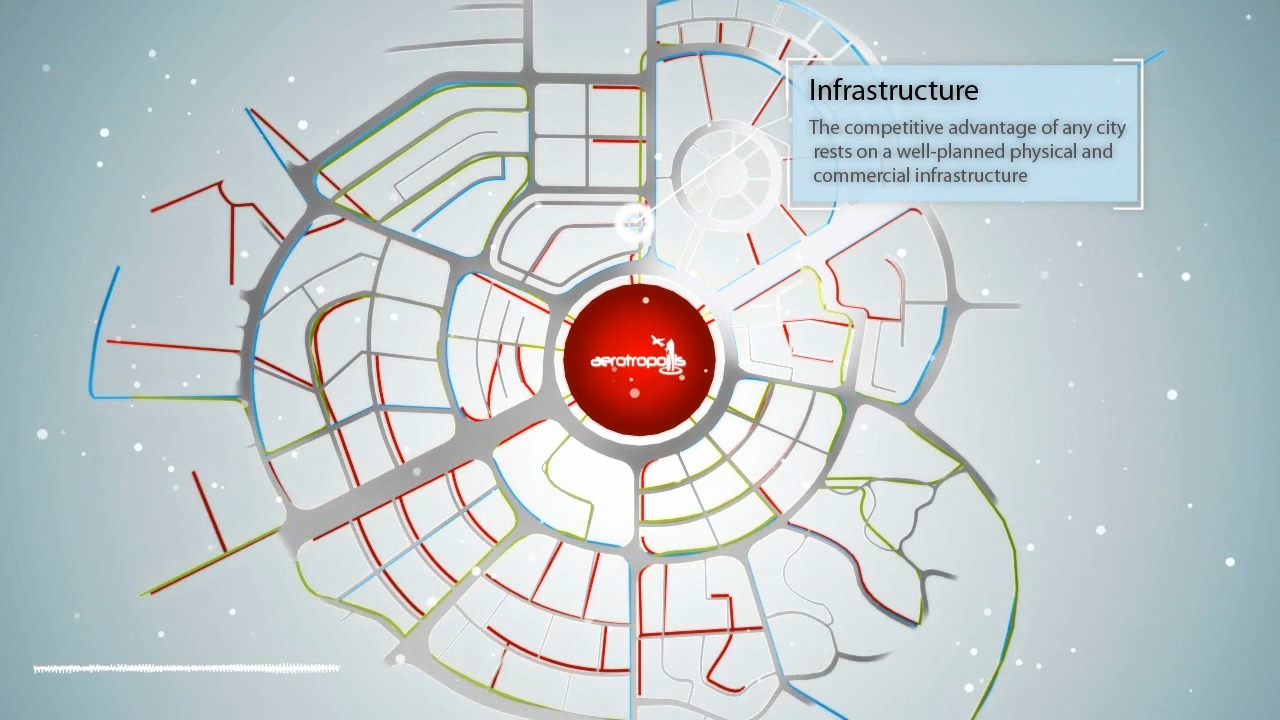 Infrastructure
The competitive advantage of any city
rests on a well-planned physical and
commercial infrastructure
aerotropolis